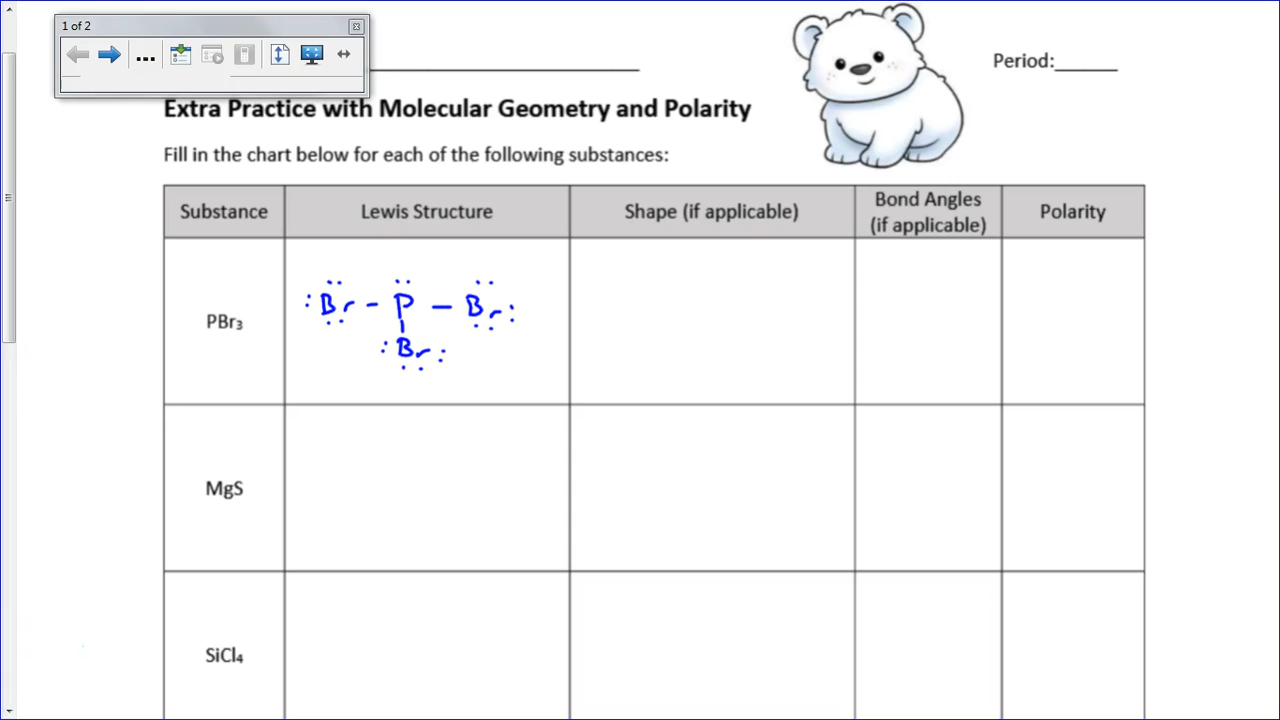 1 of 2
Period:______
Extra Practice with Molecular Geometry and Polarity
Fill in the chart below for each of the following substances:
Substance Lewis Structure Shape (if applicable) Bond Angles (if applicable) Polarity
PBr₃
:Br - P - Br:
:Br:
MgS
SiCl₄